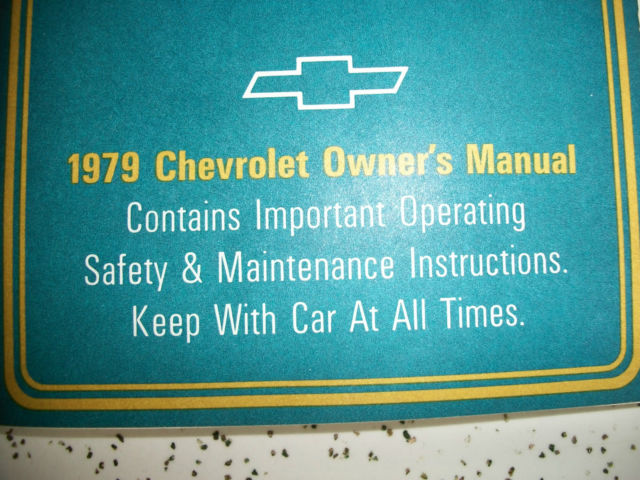 1979 Chevrolet Owner's Manual
Contains Important Operating
Safety & Maintenance Instructions.
Keep With Car At All Times.